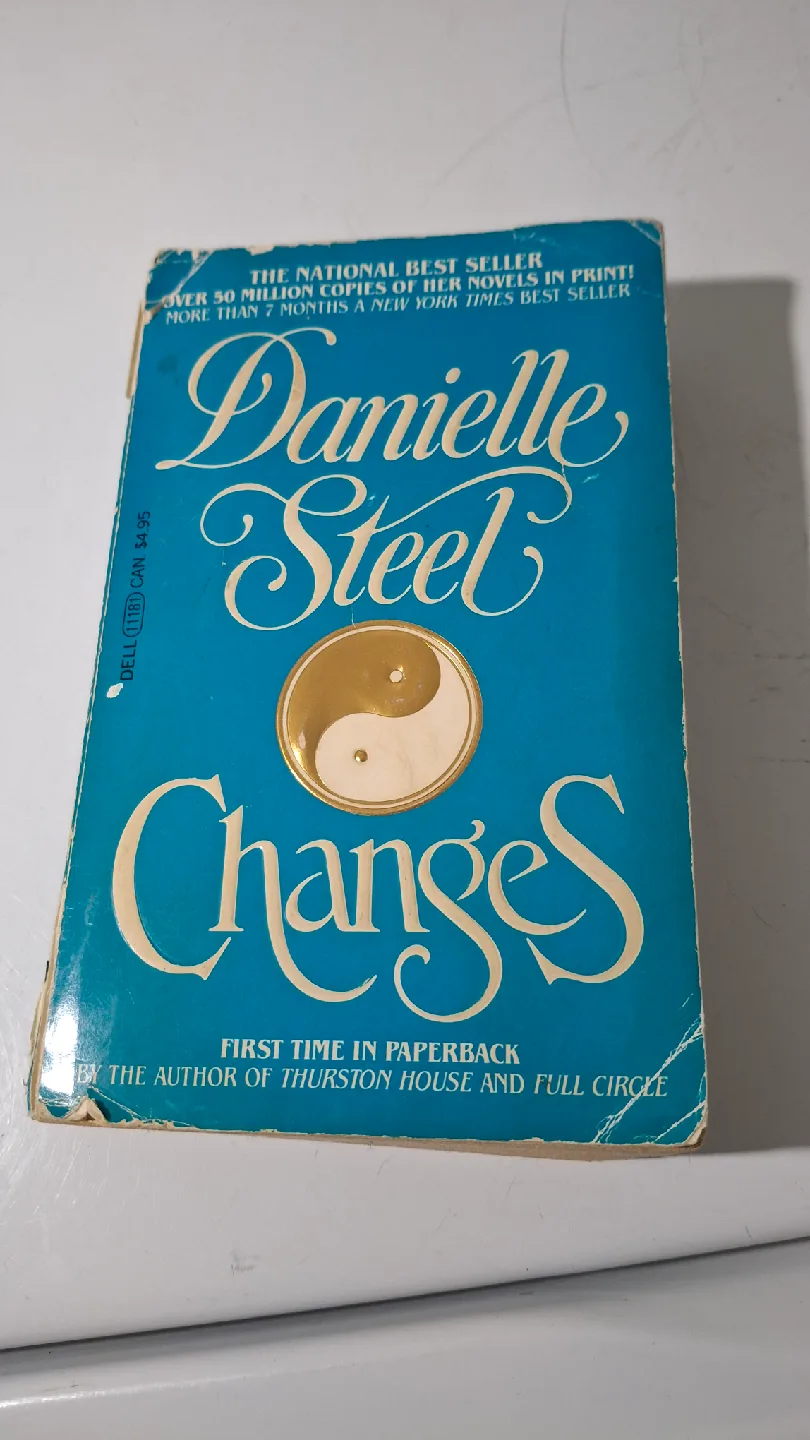 THE NATIONAL BEST SELLER
OVER 50 MILLION COPIES OF HER NOVELS IN PRINT!
MORE THAN 7 MONTHS A NEW YORK TIMES BEST SELLER
Danielle
Steel
DELL 11181 CAN. $4.95
Changes
FIRST TIME IN PAPERBACK
BY THE AUTHOR OF THURSTON HOUSE AND FULL CIRCLE